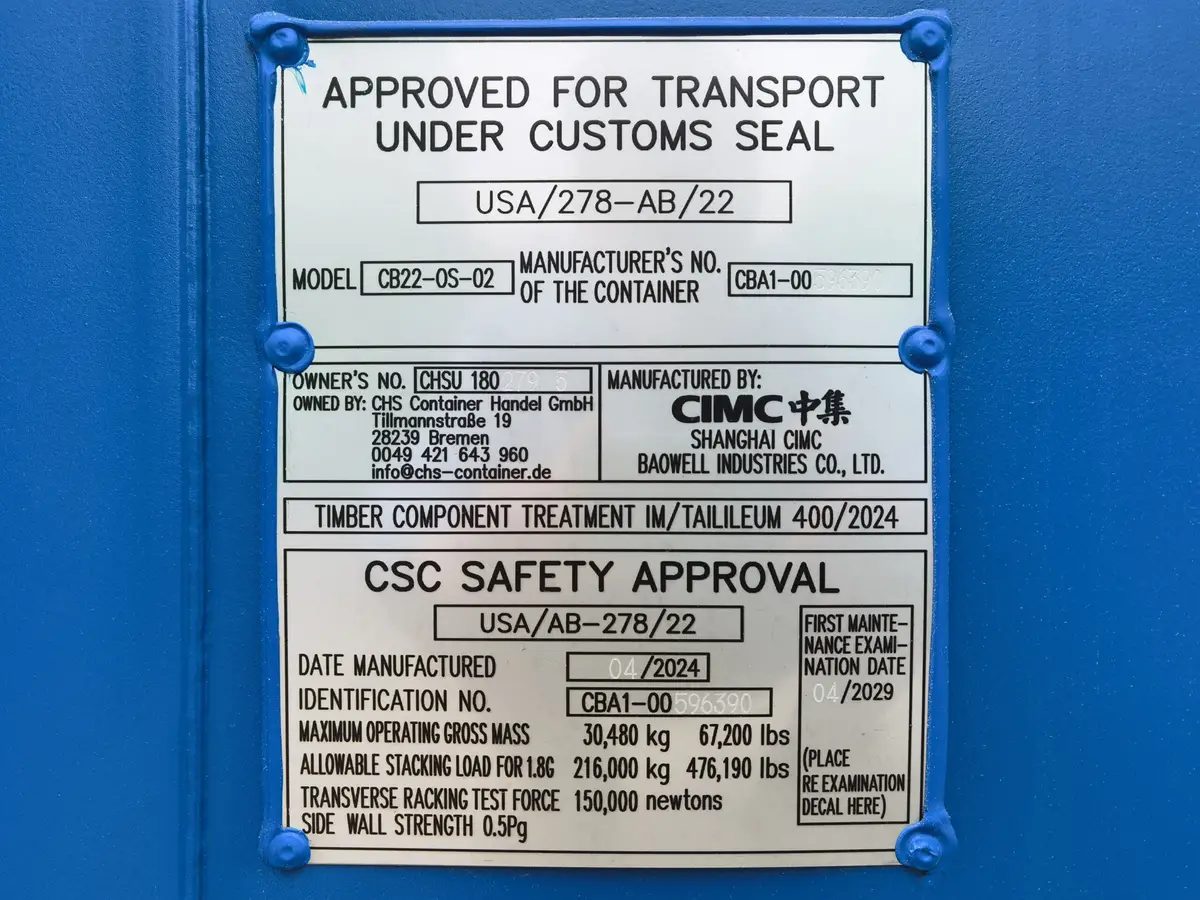 APPROVED FOR TRANSPORT
UNDER CUSTOMS SEAL
USA/278-AB/22
MODEL CB22-OS-02
MANUFACTURER'S NO.
OF THE CONTAINER
CBA1-00596390
OWNER'S NO. CHSU 180279 5
OWNED BY: CHS Container Handel GmbH
Tillmannstraße 19
28239 Bremen
0049 421 643 960
info@chs-container.de
MANUFACTURED BY:
CIMC 中集
SHANGHAI CIMC
BAOWELL INDUSTRIES CO., LTD.
TIMBER COMPONENT TREATMENT IM/TAILILEUM 400/2024
CSC SAFETY APPROVAL
USA/AB-278/22
DATE MANUFACTURED 04/2024
IDENTIFICATION NO. CBA1-00596390
MAXIMUM OPERATING GROSS MASS 30,480 kg 67,200 lbs
ALLOWABLE STACKING LOAD FOR 1.8G 216,000 kg 476,190 lbs
TRANSVERSE RACKING TEST FORCE 150,000 newtons
SIDE WALL STRENGTH 0.5Pg
FIRST MAINTE-
NANCE EXAMI-
NATION DATE
04/2029
(PLACE
RE EXAMINATION
DECAL HERE)